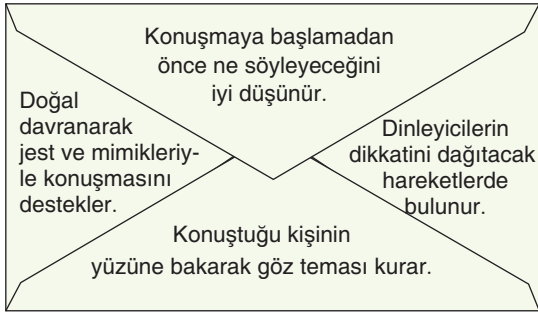 Konuşmaya başlamadan
önce ne söyleyeceğini
iyi düşünür.
Doğal
davranarak
jest ve mimikleriy-
le konuşmasını
destekler.
Dinleyicilerin
dikkatini dağıtacak
hareketlerde
bulunur.
Konuştuğu kişinin
yüzüne bakarak göz teması kurar.